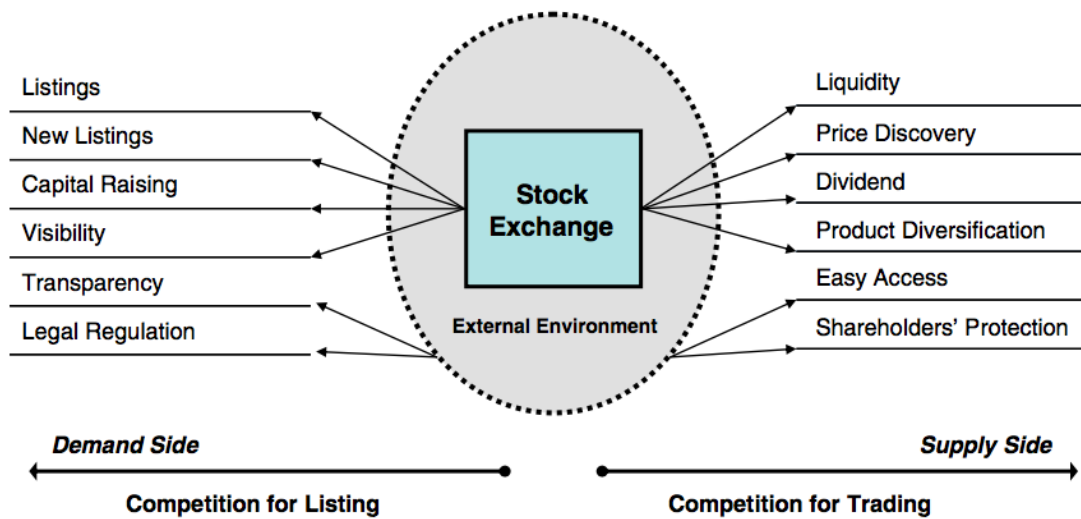 Listings
New Listings
Capital Raising
Visibility
Transparency
Legal Regulation
Stock
Exchange
External Environment
Liquidity
Price Discovery
Dividend
Product Diversification
Easy Access
Shareholders' Protection
Demand Side
Supply Side
Competition for Listing
Competition for Trading